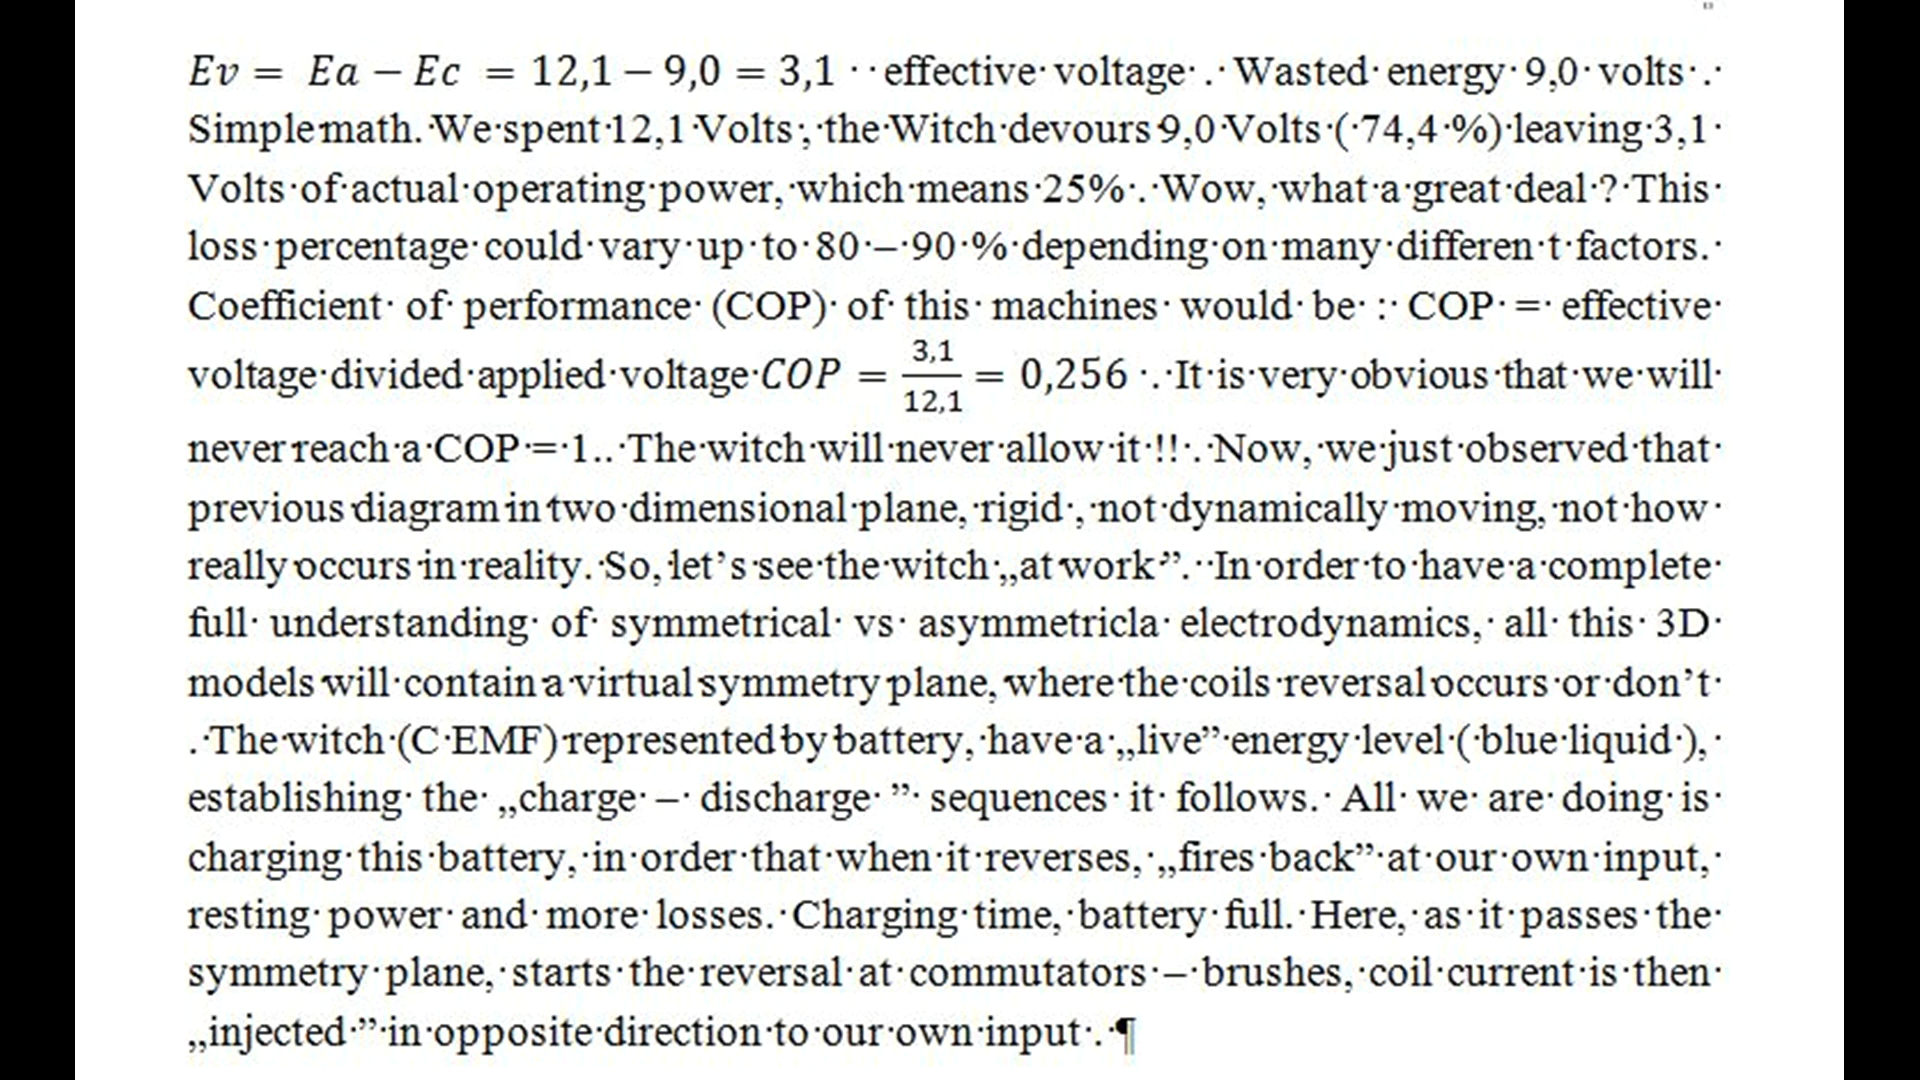 Ev = Ea − Ec = 12,1 − 9,0 = 3,1 effective voltage . Wasted energy 9,0 volts .
Simple math. We spent 12,1 Volts , the Witch devours 9,0 Volts ( 74,4 %) leaving 3,1
Volts of actual operating power, which means 25% . Wow, what a great deal ? This
loss percentage could vary up to 80 – 90 % depending on many differen t factors.
Coefficient of performance (COP) of this machines would be : COP = effective
voltage divided applied voltage COP = 3,1/12,1 = 0,256 . It is very obvious that we will
never reach a COP = 1.. The witch will never allow it !! . Now, we just observed that
previous diagram in two dimensional plane, rigid , not dynamically moving, not how
really occurs in reality. So, let’s see the witch „at work”. In order to have a complete
full understanding of symmetrical vs asymmetricla electrodynamics, all this 3D
models will contain a virtual symmetry plane, where the coils reversal occurs or don’t
. The witch (C EMF) represented by battery, have a „live” energy level ( blue liquid ),
establishing the „charge – discharge ” sequences it follows. All we are doing is
charging this battery, in order that when it reverses, „fires back” at our own input,
resting power and more losses. Charging time, battery full. Here, as it passes the
symmetry plane, starts the reversal at commutators – brushes, coil current is then
„injected ” in opposite direction to our own input . ¶